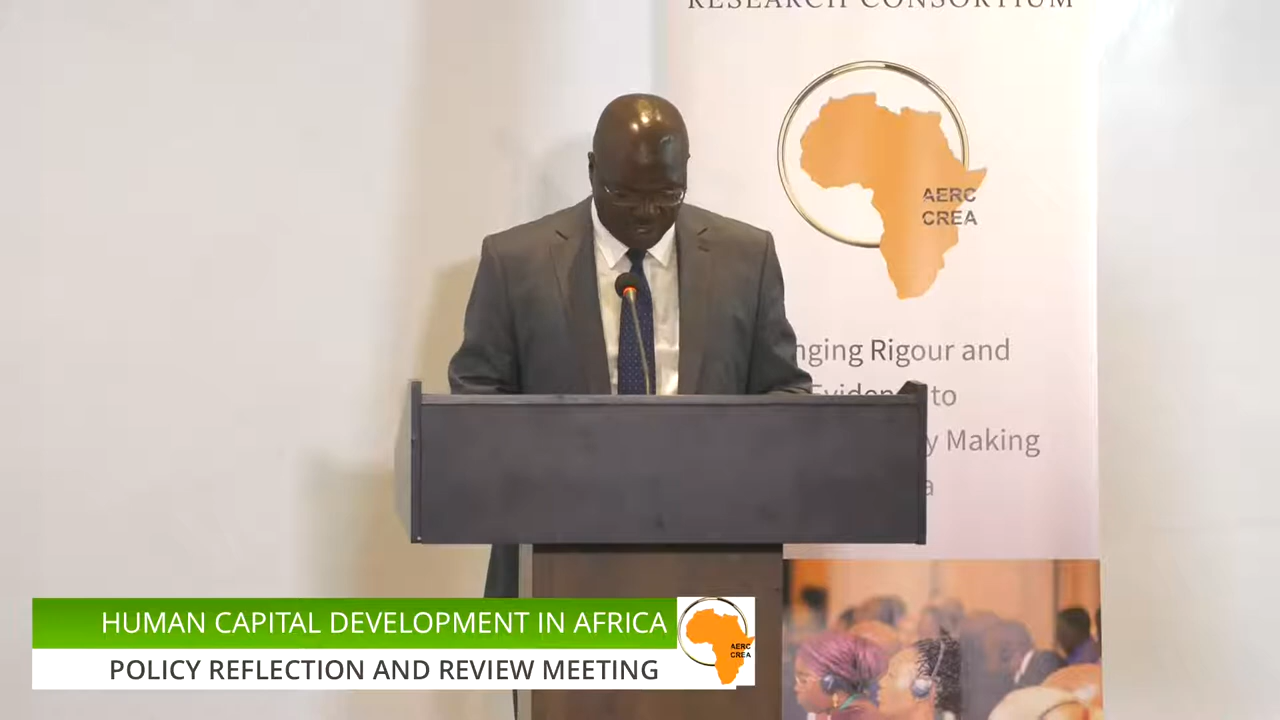 RESEARCH CONSORTIUM
AERC
CREA
Rigour and
to
Making
HUMAN CAPITAL DEVELOPMENT IN AFRICA
POLICY REFLECTION AND REVIEW MEETING
AERC
CREA